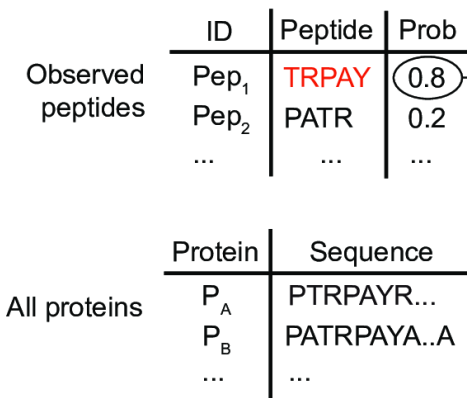 ID Peptide Prob
Observed peptides
Pep1 TRPAY 0.8
Pep2 PATR 0.2
... ... ...
Protein Sequence
All proteins
PA PTRPAYR...
PB PATRPAYA..A
... ...